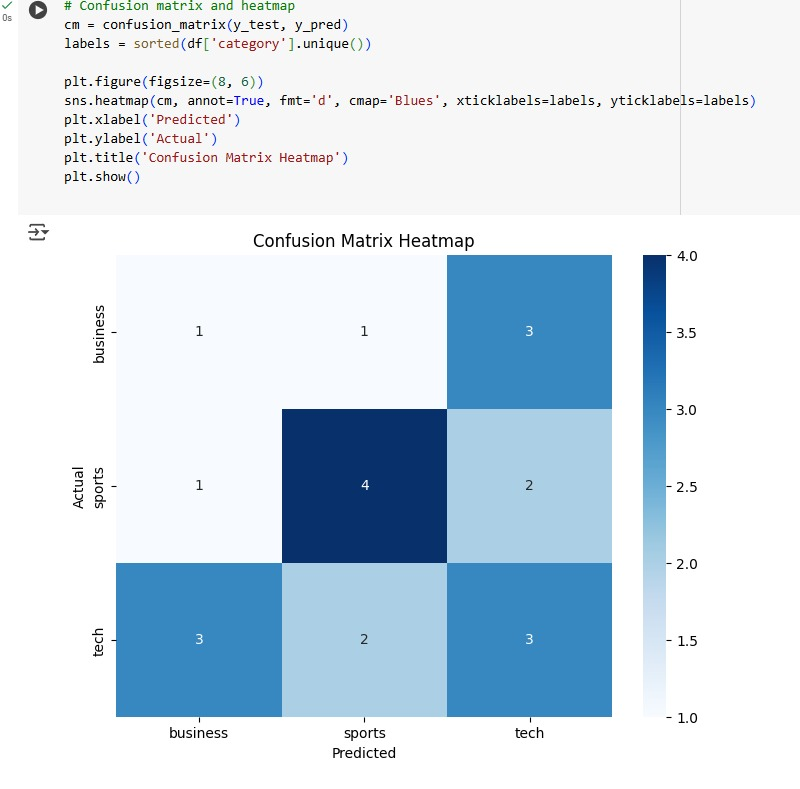 # Confusion matrix and heatmap
0s
cm = confusion_matrix(y_test, y_pred)
labels = sorted(df['category'].unique())
plt.figure(figsize=(8, 6))
sns.heatmap(cm, annot=True, fmt='d', cmap='Blues', xticklabels=labels, yticklabels=labels)
plt.xlabel('Predicted')
plt.ylabel('Actual')
plt.title('Confusion Matrix Heatmap')
plt.show()
Confusion Matrix Heatmap
business
1 1 3
Actual
sports
1 4 2
tech
3 2 3
business sports tech
Predicted
4.0
3.5
3.0
2.5
2.0
1.5
1.0